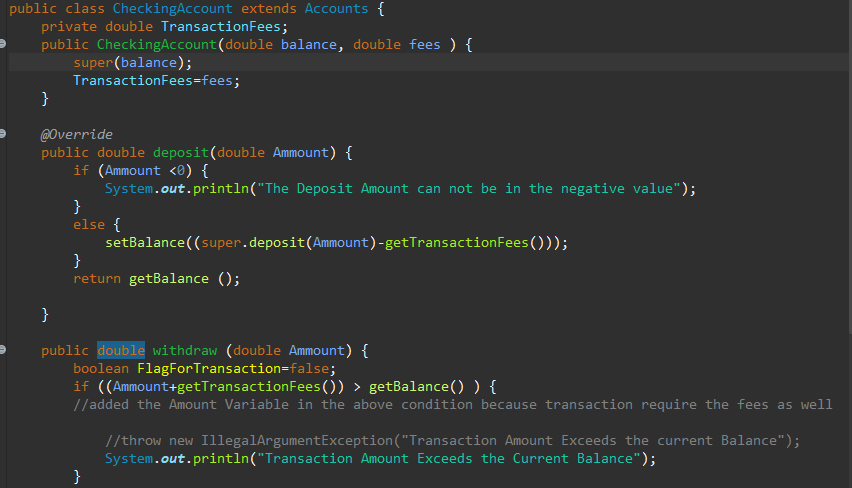 public class CheckingAccount extends Accounts {
private double TransactionFees;
public CheckingAccount(double balance, double fees ) {
super(balance);
TransactionFees=fees;
}
@Override
public double deposit(double Ammount) {
if (Ammount <0) {
System.out.println("The Deposit Amount can not be in the negative value");
}
else {
setBalance((super.deposit(Ammount)-getTransactionFees()));
}
return getBalance ();
}
public double withdraw (double Ammount) {
boolean FlagForTransaction=false;
if ((Ammount+getTransactionFees()) > getBalance() ) {
//added the Amount Variable in the above condition because transaction require the fees as well
//throw new IllegalArgumentException("Transaction Amount Exceeds the current Balance");
System.out.println("Transaction Amount Exceeds the Current Balance");
}